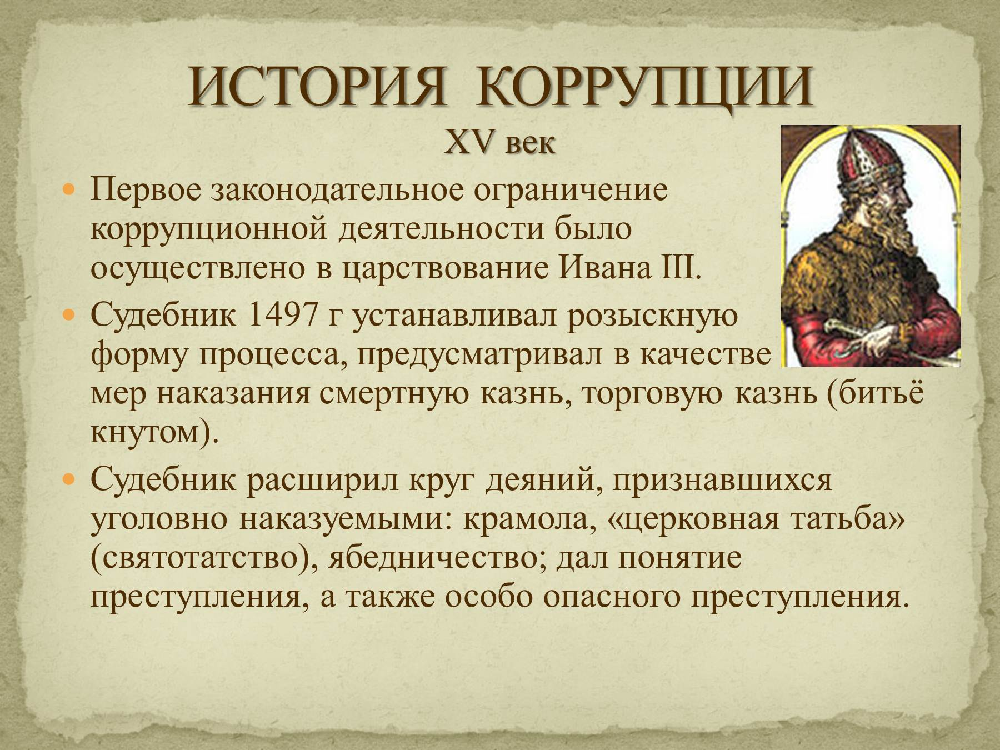 ИСТОРИЯ КОРРУПЦИИ
XV век
• Первое законодательное ограничение
коррупционной деятельности было
осуществлено в царствование Ивана III.
• Судебник 1497 г устанавливал розыскную
форму процесса, предусматривал в качестве
мер наказания смертную казнь, торговую казнь (битьё
кнутом).
• Судебник расширил круг деяний, признавшихся
уголовно наказуемыми: крамола, «церковная татьба»
(святотатство), ябедничество; дал понятие
преступления, а также особо опасного преступления.